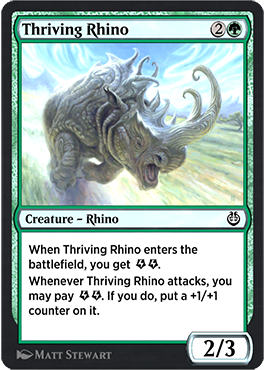 Thriving Rhino 2
Creature – Rhino
When Thriving Rhino enters the
battlefield, you get
Whenever Thriving Rhino attacks, you
may pay . If you do, put a +1/+1
counter on it.
Matt Stewart
2/3